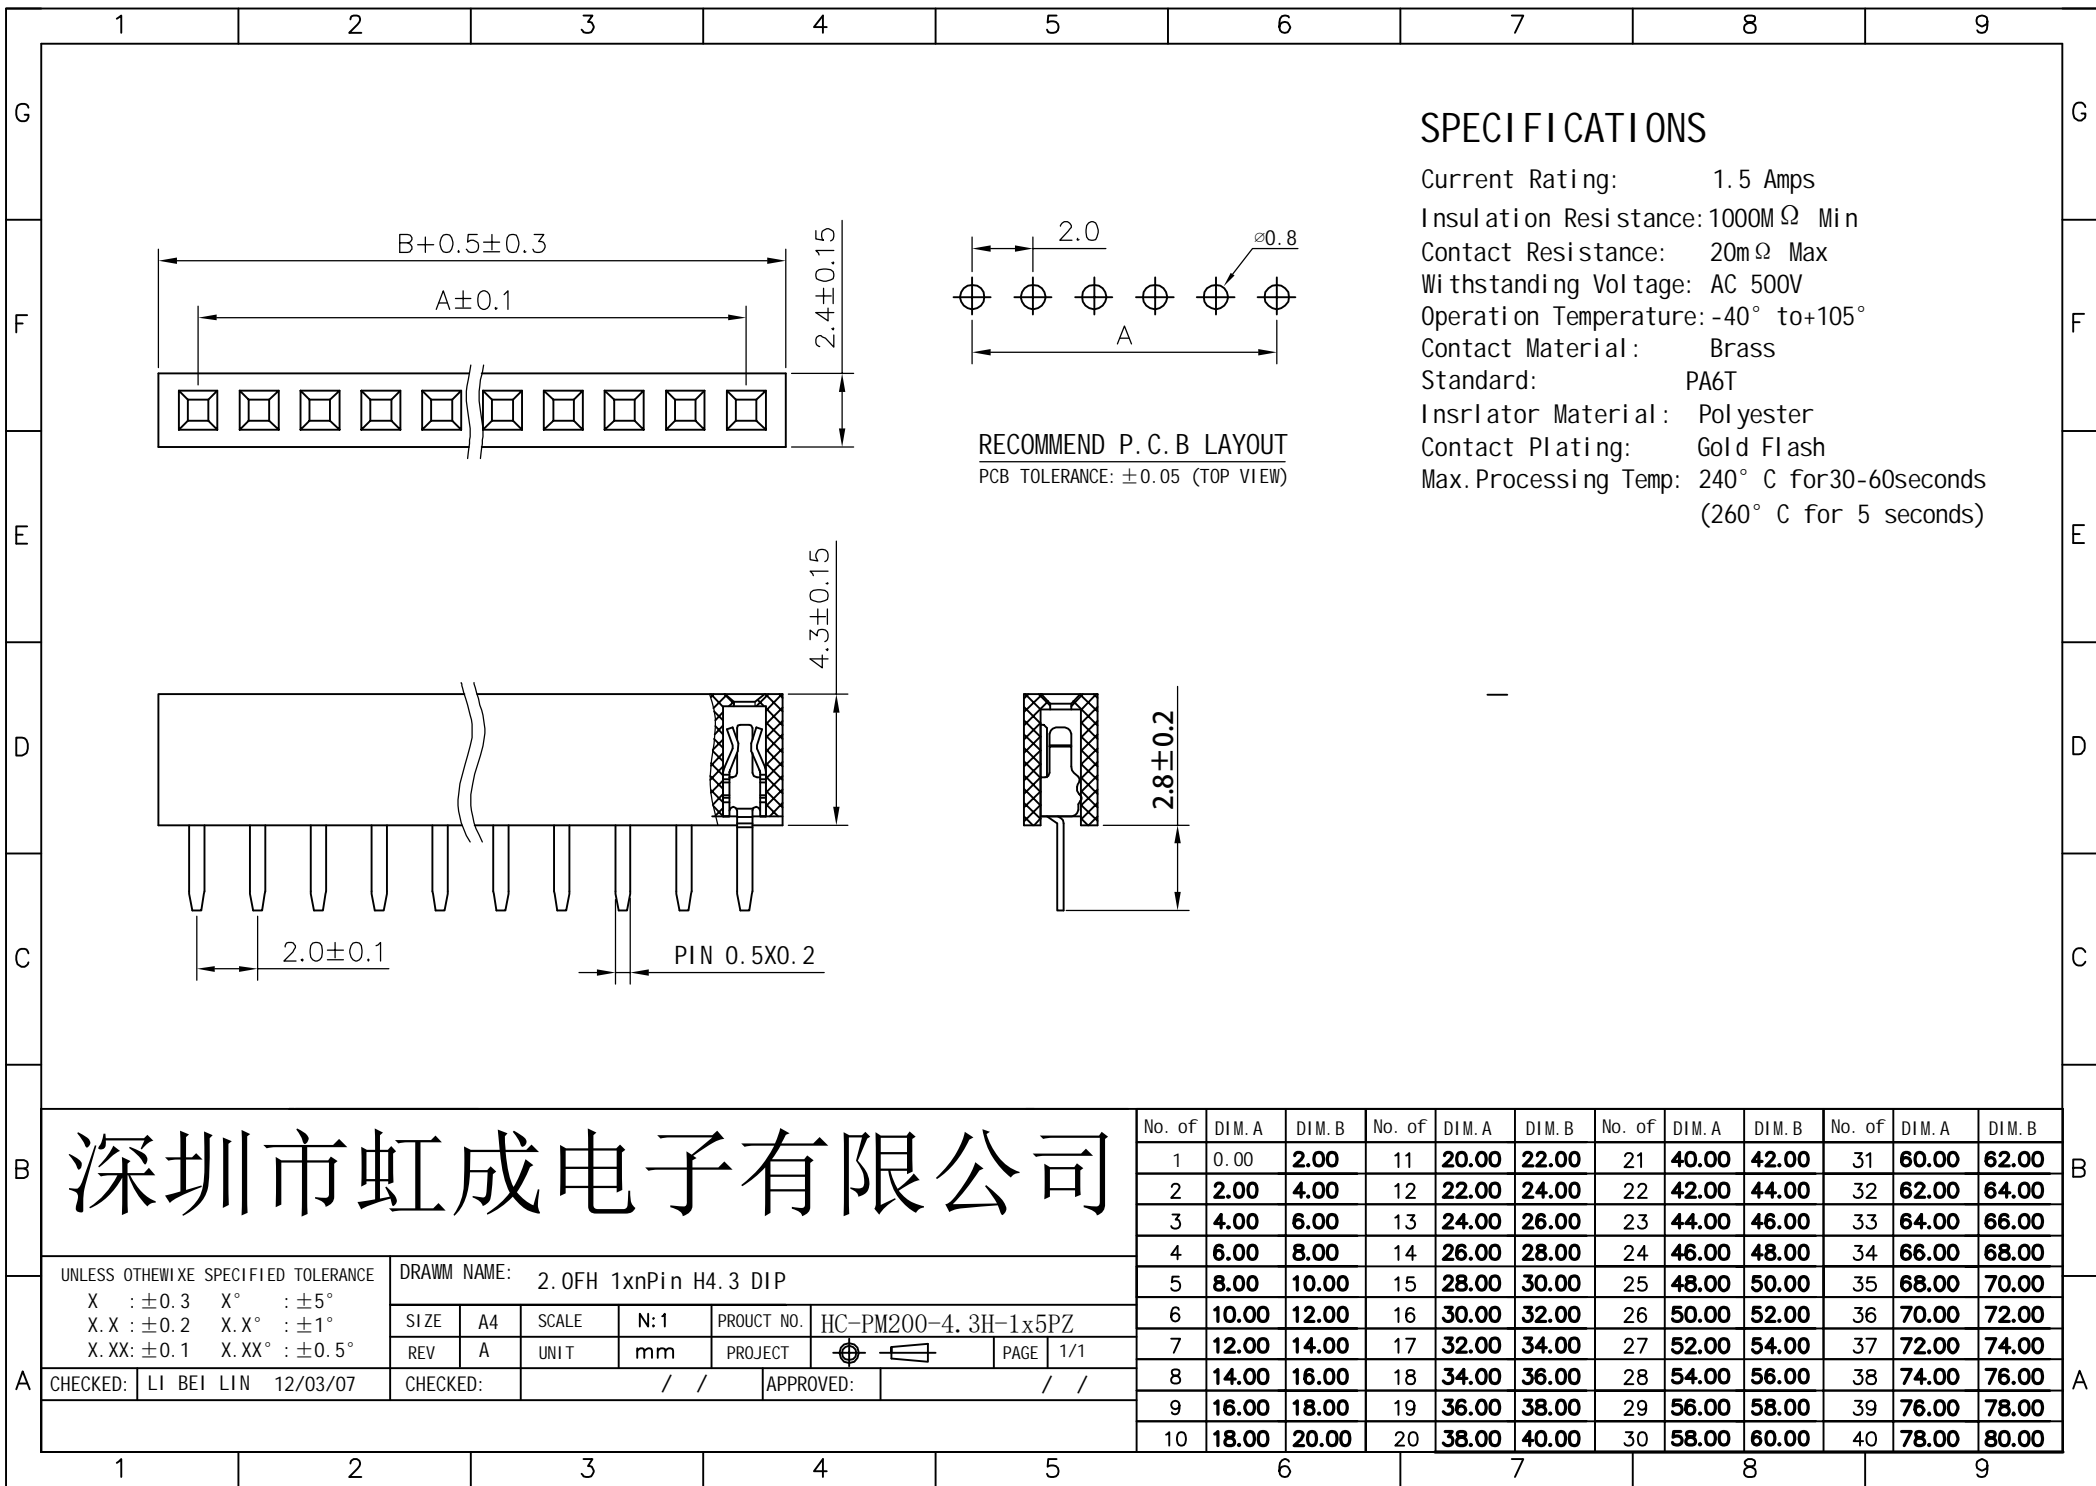 1 2 3 4 5 6 7 8 9
G G
SPECIFICATIONS
Current Rating: 1.5 Amps
Insulation Resistance: 1000MΩ Min
Contact Resistance: 20mΩ Max
Withstanding Voltage: AC 500V
Operation Temperature: -40° to+105°
Contact Material: Brass
Standard: PA6T
Insrlator Material: Polyester
Contact Plating: Gold Flash
Max.Processing Temp: 240° C for30-60seconds
(260° C for 5 seconds)
B+0.5±0.3
A±0.1
2.4±0.15
2.0
⌀0.8
A
F F
RECOMMEND P.C.B LAYOUT
PCB TOLERANCE: ±0.05 (TOP VIEW)
E E
4.3±0.15
2.8±0.2
D D
2.0±0.1
PIN 0.5X0.2
C C
深圳市虹成电子有限公司
B B
UNLESS OTHEWIXE SPECIFIED TOLERANCE
X :±0.3 X° :±5°
X.X :±0.2 X.X° :±1°
X.XX:±0.1 X.XX° :±0.5°
DRAWM NAME: 2.0FH 1xnPin H4.3 DIP
SIZE A4 SCALE N:1 PROUCT NO. HC-PM200-4.3H-1x5PZ
REV A UNIT mm PROJECT PAGE 1/1
CHECKED: LI BEI LIN 12/03/07 CHECKED: / / APPROVED: / /
A A
No. of DIM.A DIM.B No. of DIM.A DIM.B No. of DIM.A DIM.B No. of DIM.A DIM.B
1 0.00 2.00 11 20.00 22.00 21 40.00 42.00 31 60.00 62.00
2 2.00 4.00 12 22.00 24.00 22 42.00 44.00 32 62.00 64.00
3 4.00 6.00 13 24.00 26.00 23 44.00 46.00 33 64.00 66.00
4 6.00 8.00 14 26.00 28.00 24 46.00 48.00 34 66.00 68.00
5 8.00 10.00 15 28.00 30.00 25 48.00 50.00 35 68.00 70.00
6 10.00 12.00 16 30.00 32.00 26 50.00 52.00 36 70.00 72.00
7 12.00 14.00 17 32.00 34.00 27 52.00 54.00 37 72.00 74.00
8 14.00 16.00 18 34.00 36.00 28 54.00 56.00 38 74.00 76.00
9 16.00 18.00 19 36.00 38.00 29 56.00 58.00 39 76.00 78.00
10 18.00 20.00 20 38.00 40.00 30 58.00 60.00 40 78.00 80.00
1 2 3 4 5 6 7 8 9